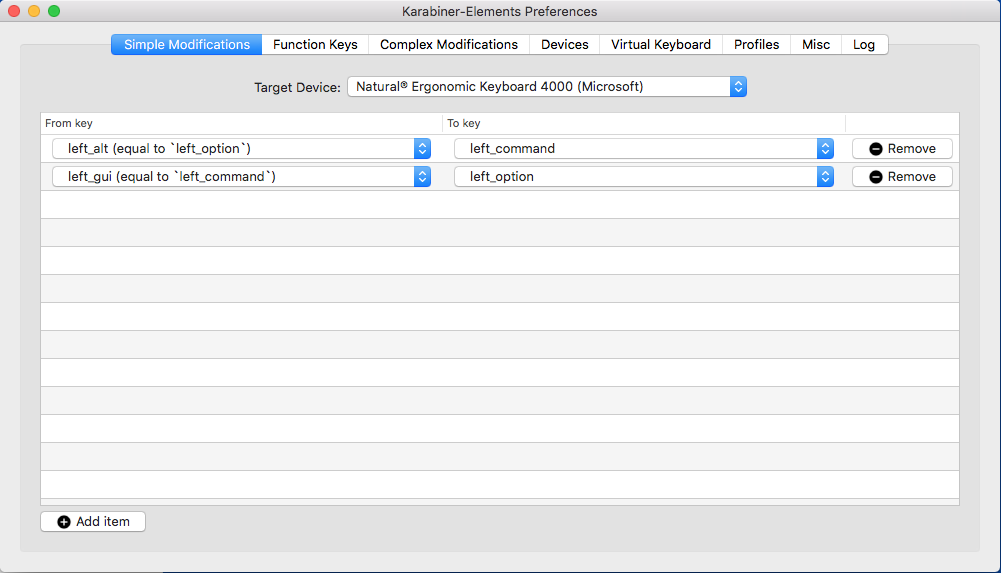 Karabiner-Elements Preferences
Simple Modifications Function Keys Complex Modifications Devices Virtual Keyboard Profiles Misc Log
Target Device: Natural® Ergonomic Keyboard 4000 (Microsoft)
From key To key
left_alt (equal to `left_option`) left_command Remove
left_gui (equal to `left_command`) left_option Remove
Add item